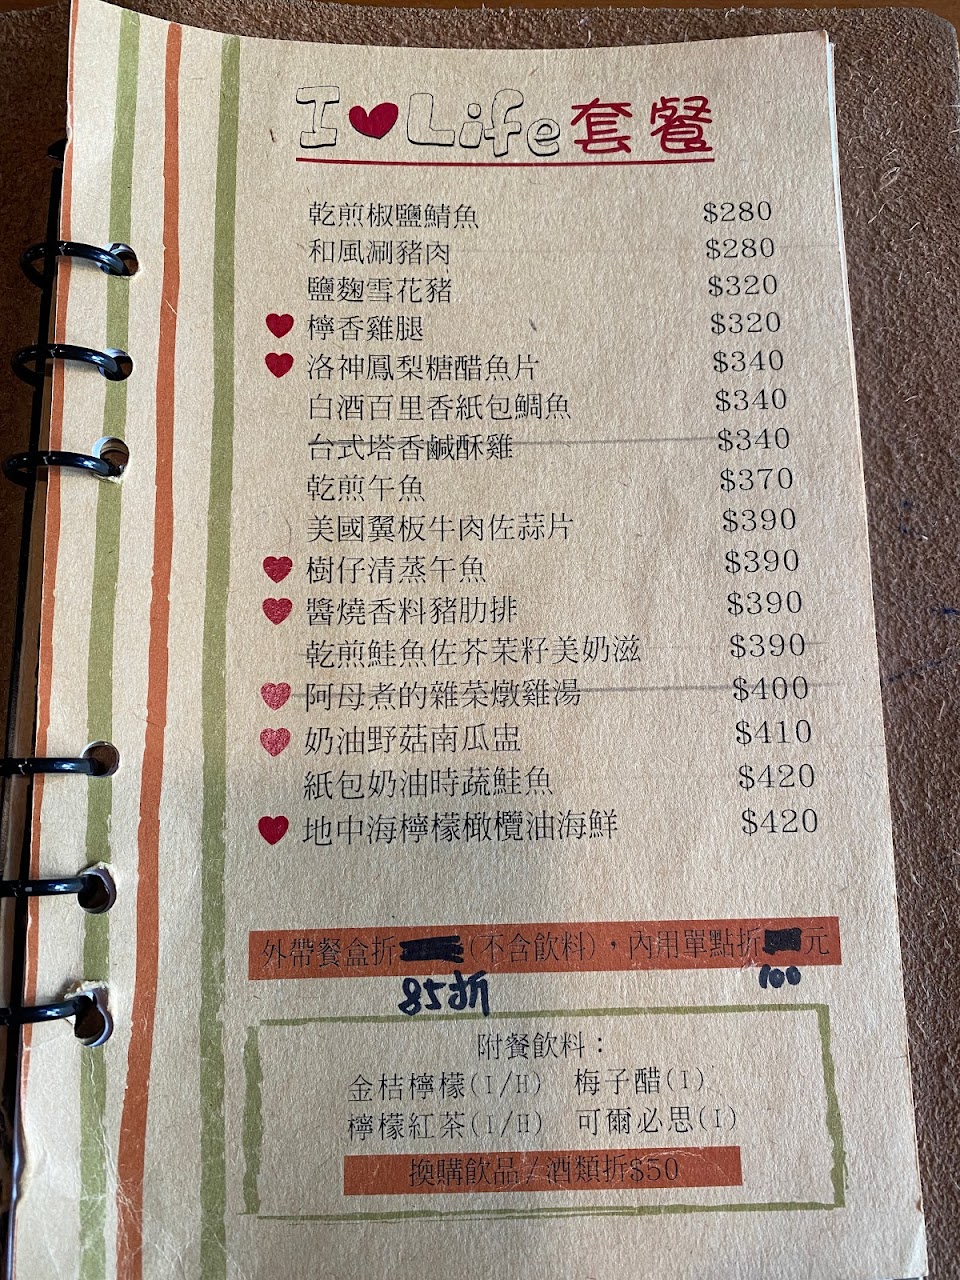 I❤Life套餐
乾煎椒鹽鯖魚 $280
和風涮豬肉 $280
鹽麴雪花豬 $320
檸香雞腿 $320
洛神鳳梨糖醋魚片 $340
白酒百里香紙包鯛魚 $340
台式塔香鹹酥雞 $340
乾煎午魚 $370
美國翼板牛肉佐蒜片 $390
樹仔清蒸午魚 $390
醬燒香料豬肋排 $390
乾煎鮭魚佐芥茉籽美奶滋 $390
阿母煮的雜菜燉雞湯 $400
奶油野菇南瓜盅 $410
紙包奶油時蔬鮭魚 $420
地中海檸檬橄欖油海鮮 $420
外帶餐盒折(不含飲料)，內用單點折元
85折 100
附餐飲料：
金桔檸檬(I/H) 梅子醋(I)
檸檬紅茶(I/H) 可爾必思(I)
換購飲品/酒類折$50